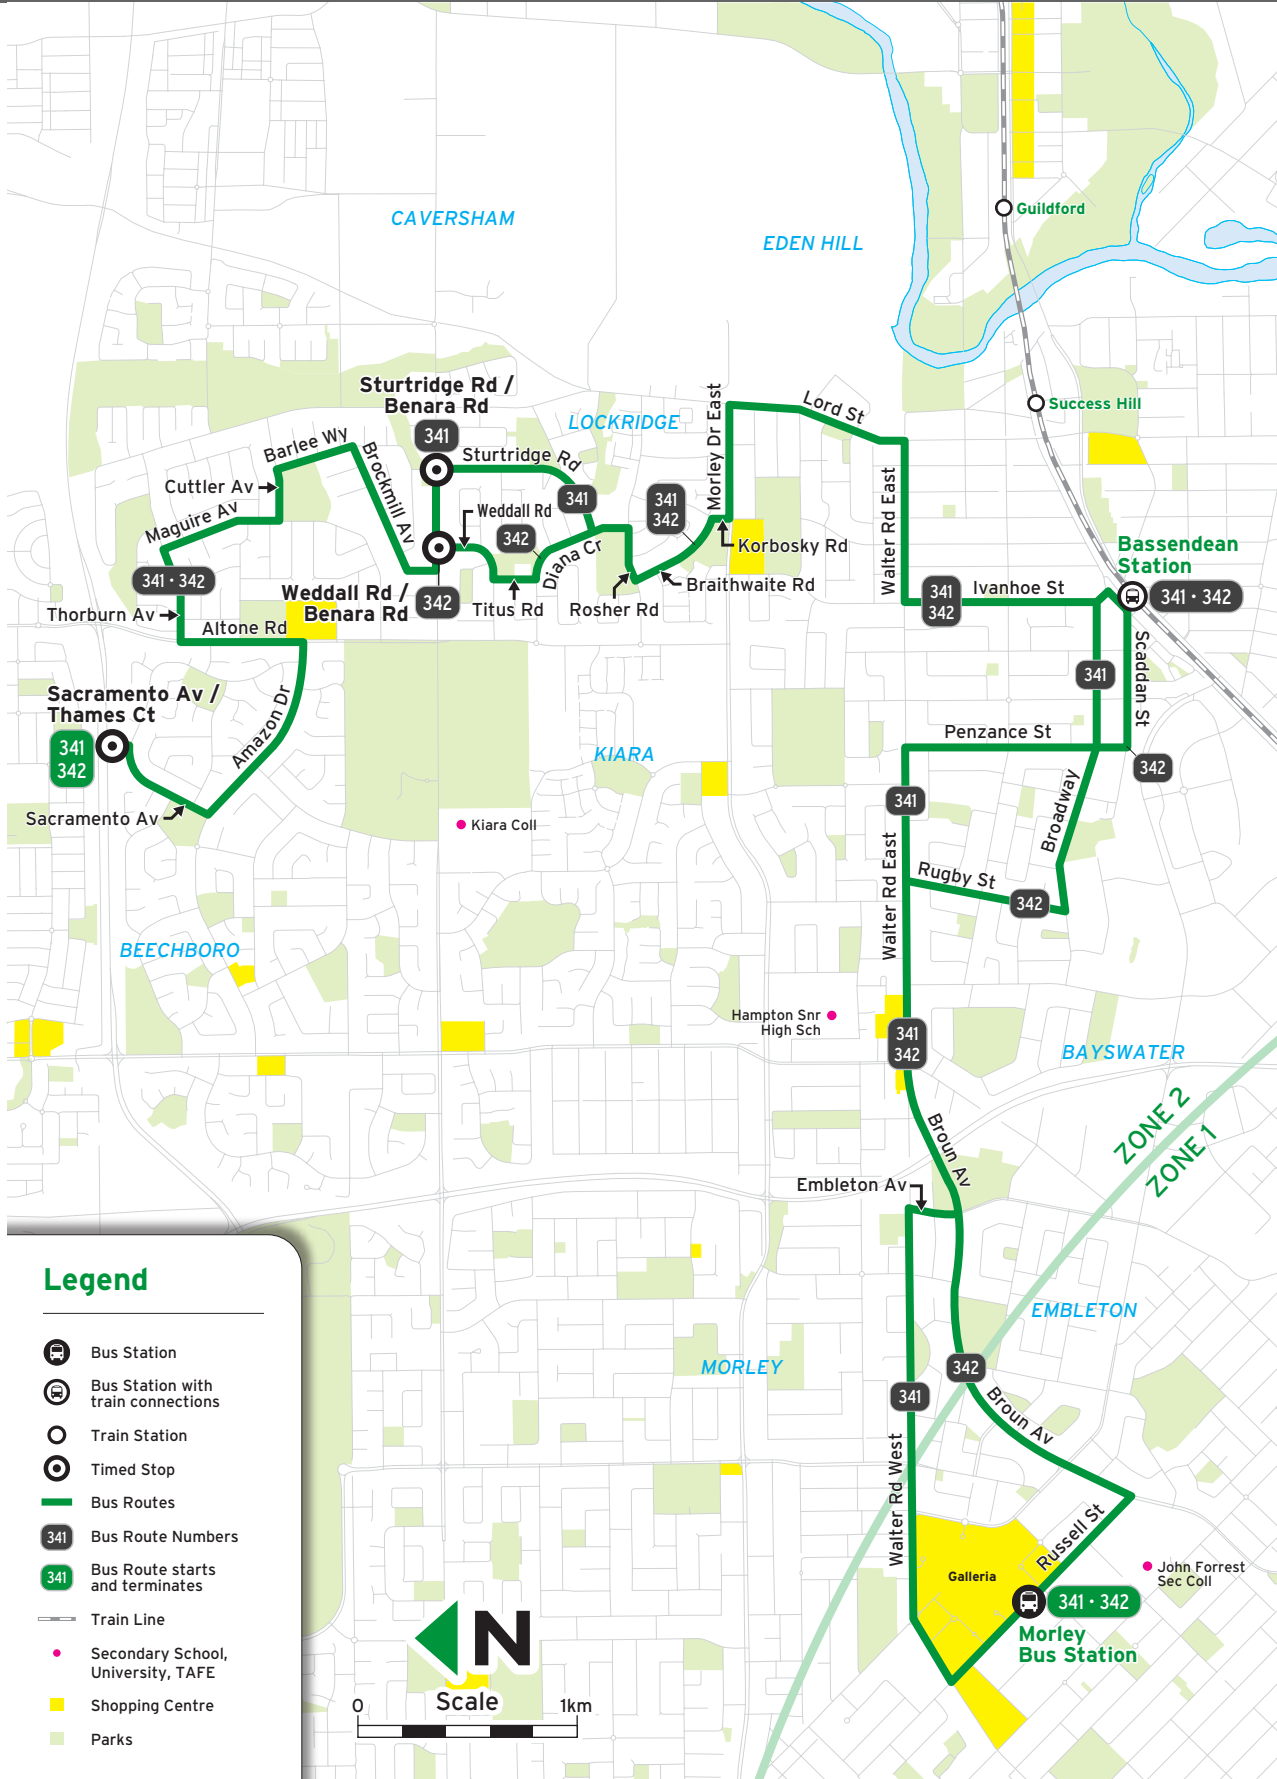 CAVERSHAM
EDEN HILL
Guildford
Success Hill
Sturtridge Rd /
Benara Rd
341
LOCKRIDGE
Morley Dr East
Lord St
Barlee Wy
Brockmill Av
Sturtridge Rd
Cuttler Av
Maguire Av
Weddall Rd
341
341
342
342
Diana Cr
Korbosky Rd
Walter Rd East
Bassendean
Station
341 · 342
Weddall Rd /
Benara Rd
342
Titus Rd
Rosher Rd
Braithwaite Rd
341
342
Ivanhoe St
341 · 342
Thorburn Av
Altone Rd
Scaddan St
341
Sacramento Av /
Thames Ct
341
342
Amazon Dr
Sacramento Av
KIARA
Kiara Coll
Penzance St
342
341
Broadway
Walter Rd East
Rugby St
342
BEECHBORO
Hampton Snr
High Sch
341
342
BAYSWATER
ZONE 2
ZONE 1
Broun Av
Embleton Av
EMBLETON
MORLEY
342
341
Broun Av
Walter Rd West
Russell St
Galleria
John Forrest
Sec Coll
341 · 342
Morley
Bus Station
Legend
Bus Station
Bus Station with
train connections
Train Station
Timed Stop
Bus Routes
341
Bus Route Numbers
341
Bus Route starts
and terminates
Train Line
Secondary School,
University, TAFE
Shopping Centre
Parks
N
Scale
0
1km